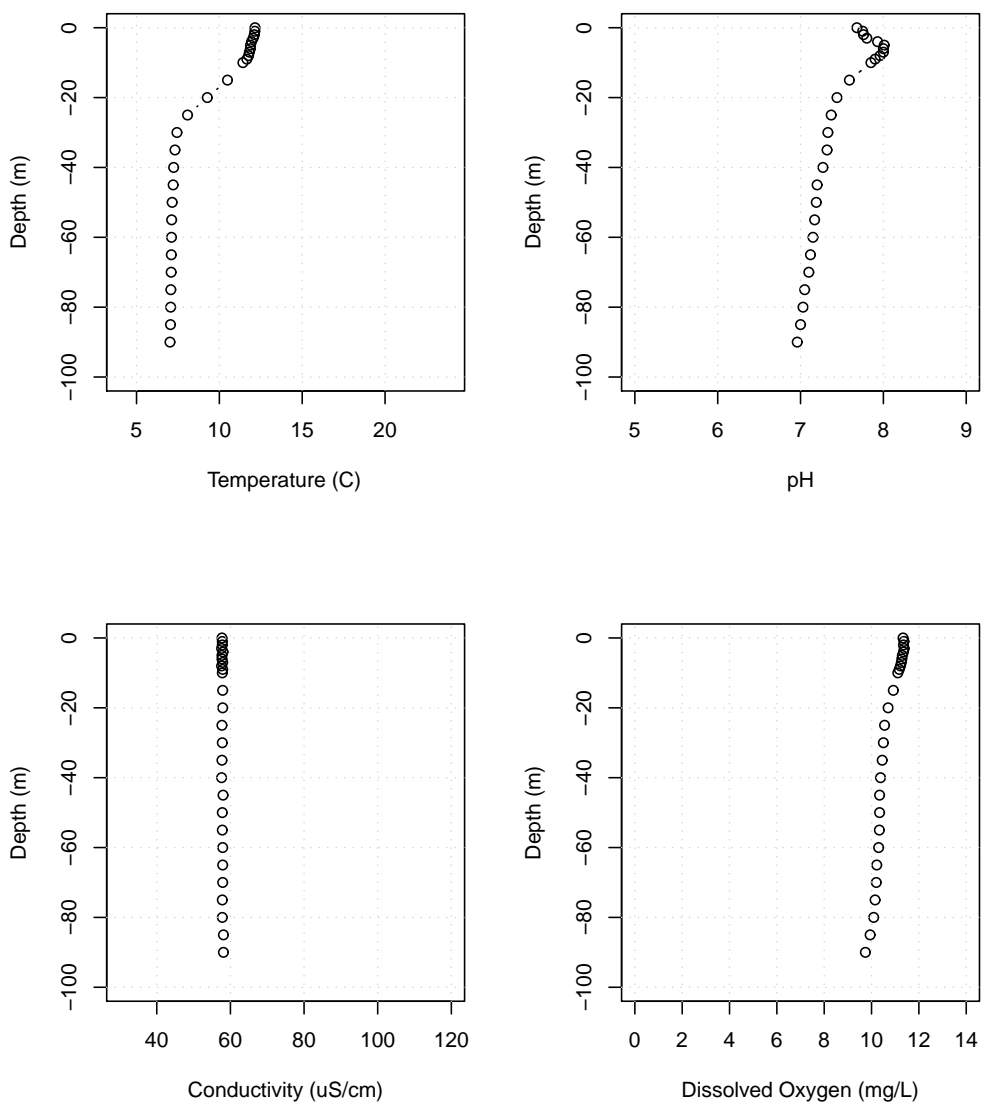 0
−20
−40
−60
−80
−100
Depth (m)
5 10 15 20
Temperature (C)
0
−20
−40
−60
−80
−100
Depth (m)
5 6 7 8 9
pH
0
−20
−40
−60
−80
−100
Depth (m)
40 60 80 100 120
Conductivity (uS/cm)
0
−20
−40
−60
−80
−100
Depth (m)
0 2 4 6 8 10 12 14
Dissolved Oxygen (mg/L)